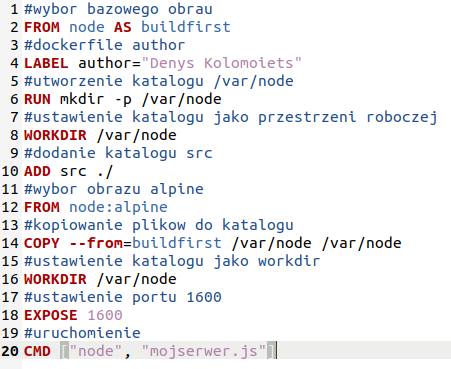 1 #wybor bazowego obrau
2 FROM node AS buildfirst
3 #dockerfile author
4 LABEL author="Denys Kolomoiets"
5 #utworzenie katalogu /var/node
6 RUN mkdir -p /var/node
7 #ustawienie katalogu jako przestrzeni roboczej
8 WORKDIR /var/node
9 #dodanie katalogu src
10 ADD src ./
11 #wybor obrazu alpine
12 FROM node:alpine
13 #kopiowanie plikow do katalogu
14 COPY --from=buildfirst /var/node /var/node
15 #ustawienie katalogu jako workdir
16 WORKDIR /var/node
17 #ustawienie portu 1600
18 EXPOSE 1600
19 #uruchomienie
20 CMD ["node", "mojserwer.js"]